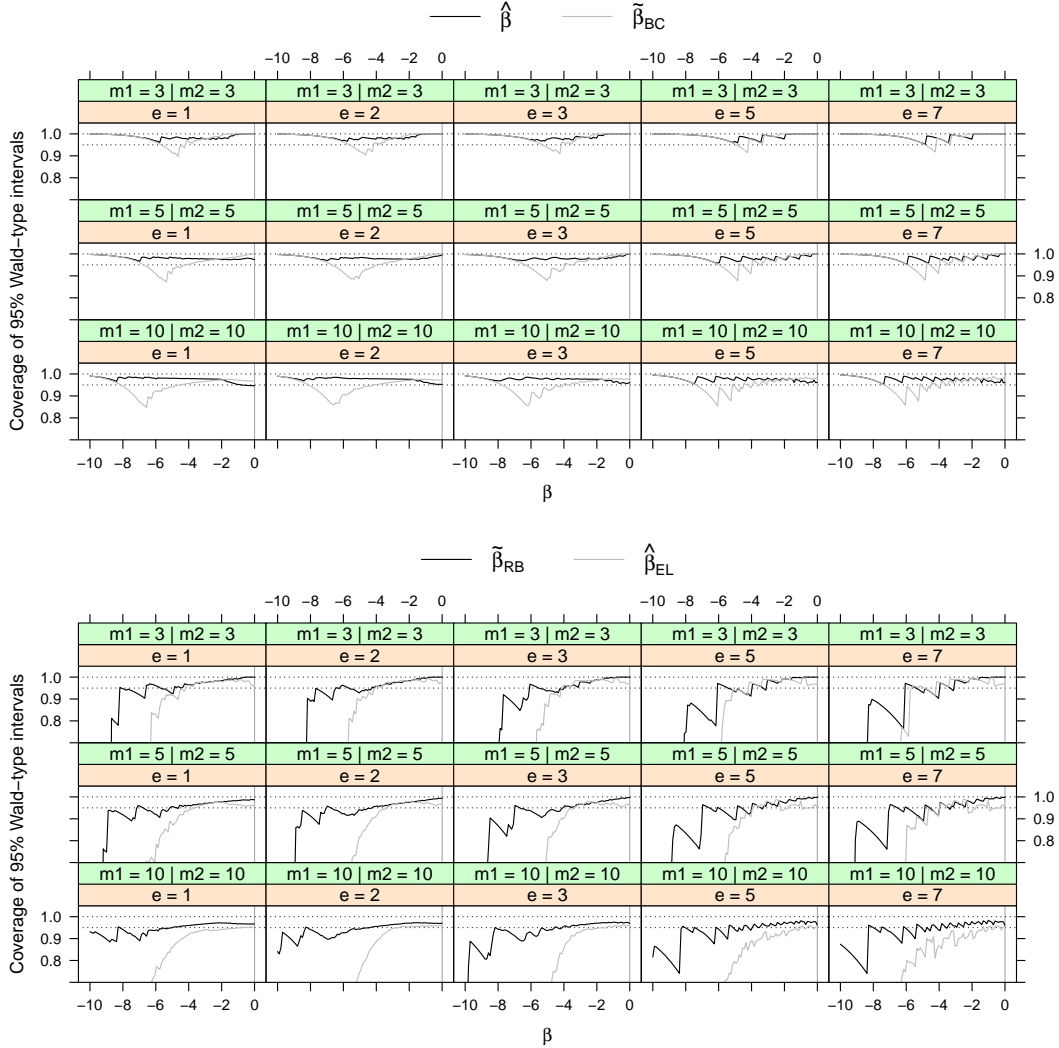 β̂ β̃BC
−10 −8 −6 −4 −2 0 −10 −8 −6 −4 −2 0
m1 = 3 | m2 = 3 m1 = 3 | m2 = 3 m1 = 3 | m2 = 3 m1 = 3 | m2 = 3 m1 = 3 | m2 = 3
e = 1 e = 2 e = 3 e = 5 e = 7
1.0
0.9
0.8
m1 = 5 | m2 = 5 m1 = 5 | m2 = 5 m1 = 5 | m2 = 5 m1 = 5 | m2 = 5 m1 = 5 | m2 = 5
e = 1 e = 2 e = 3 e = 5 e = 7
1.0
0.9
0.8
m1 = 10 | m2 = 10 m1 = 10 | m2 = 10 m1 = 10 | m2 = 10 m1 = 10 | m2 = 10 m1 = 10 | m2 = 10
e = 1 e = 2 e = 3 e = 5 e = 7
1.0
0.9
0.8
−10 −8 −6 −4 −2 0 −10 −8 −6 −4 −2 0 −10 −8 −6 −4 −2 0
β
Coverage of 95% Wald−type intervals
β̃RB β̂EL
−10 −8 −6 −4 −2 0 −10 −8 −6 −4 −2 0
m1 = 3 | m2 = 3 m1 = 3 | m2 = 3 m1 = 3 | m2 = 3 m1 = 3 | m2 = 3 m1 = 3 | m2 = 3
e = 1 e = 2 e = 3 e = 5 e = 7
1.0
0.9
0.8
m1 = 5 | m2 = 5 m1 = 5 | m2 = 5 m1 = 5 | m2 = 5 m1 = 5 | m2 = 5 m1 = 5 | m2 = 5
e = 1 e = 2 e = 3 e = 5 e = 7
1.0
0.9
0.8
m1 = 10 | m2 = 10 m1 = 10 | m2 = 10 m1 = 10 | m2 = 10 m1 = 10 | m2 = 10 m1 = 10 | m2 = 10
e = 1 e = 2 e = 3 e = 5 e = 7
1.0
0.9
0.8
−10 −8 −6 −4 −2 0 −10 −8 −6 −4 −2 0 −10 −8 −6 −4 −2 0
β
Coverage of 95% Wald−type intervals